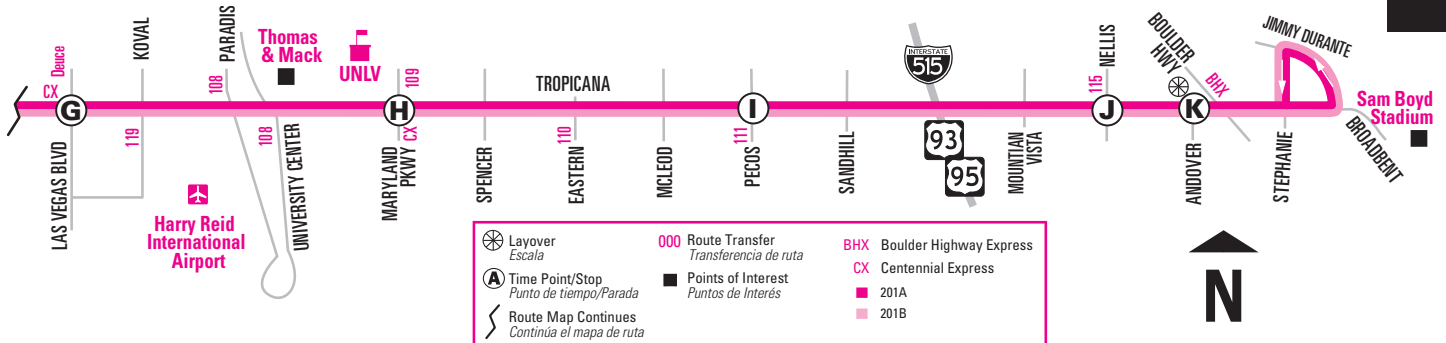 CX
Deuce
G
LAS VEGAS BLVD
KOVAL
119
PARADIS
108
108
UNIVERSITY CENTER
Thomas
& Mack
UNLV
Harry Reid
International
Airport
109
H
CX
MARYLAND
PKWY
SPENCER
TROPICANA
110
EASTERN
MCLEOD
I
111
PECOS
SANDHILL
INTERSTATE
515
93
95
MOUNTIAN
VISTA
115
NELLIS
J
BOULDER
HWY
BHX
K
ANDOVER
STEPHANIE
JIMMY DURANTE
BROADBENT
Sam Boyd
Stadium
N
Layover
Escala
A Time Point/Stop
Punto de tiempo/Parada
Route Map Continues
Continúa el mapa de ruta
000 Route Transfer
Transferencia de ruta
Points of Interest
Puntos de Interés
BHX Boulder Highway Express
CX Centennial Express
201A
201B